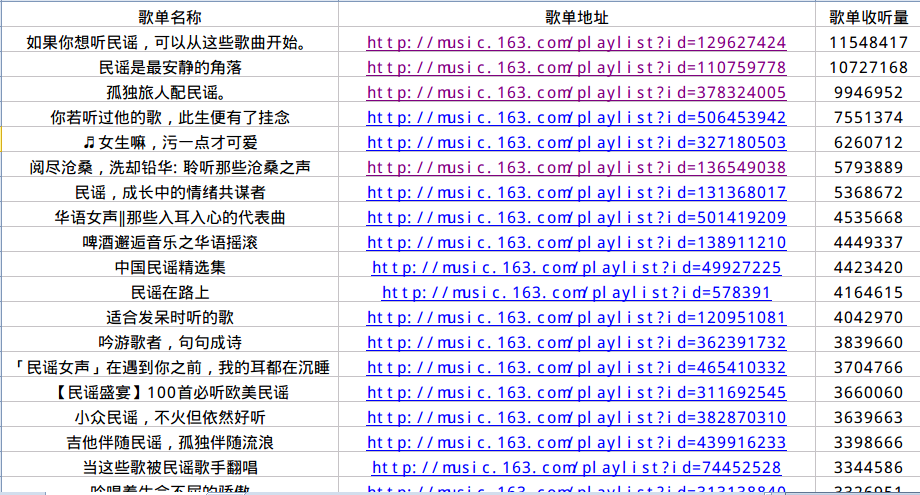 歌单名称 歌单地址 歌单收听量
如果你想听民谣，可以从这些歌曲开始。 http://music.163.com/playlist?id=129627424 11548417
民谣是最安静的角落 http://music.163.com/playlist?id=110759778 10727168
孤独旅人配民谣。 http://music.163.com/playlist?id=378324005 9946952
你若听过他的歌，此生便有了挂念 http://music.163.com/playlist?id=506453942 7551374
♬女生嘛，污一点才可爱 http://music.163.com/playlist?id=327180503 6260712
阅尽沧桑，洗却铅华: 聆听那些沧桑之声 http://music.163.com/playlist?id=136549038 5793889
民谣，成长中的情绪共谋者 http://music.163.com/playlist?id=131368017 5368672
华语女声‖那些入耳入心的代表曲 http://music.163.com/playlist?id=501419209 4535668
啤酒邂逅音乐之华语摇滚 http://music.163.com/playlist?id=138911210 4449337
中国民谣精选集 http://music.163.com/playlist?id=49927225 4423420
民谣在路上 http://music.163.com/playlist?id=578391 4164615
适合发呆时听的歌 http://music.163.com/playlist?id=120951081 4042970
吟游歌者，句句成诗 http://music.163.com/playlist?id=362391732 3839660
「民谣女声」在遇到你之前，我的耳都在沉睡 http://music.163.com/playlist?id=465410332 3704766
【民谣盛宴】100首必听欧美民谣 http://music.163.com/playlist?id=311692545 3660060
小众民谣，不火但依然好听 http://music.163.com/playlist?id=382870310 3639663
吉他伴随民谣，孤独伴随流浪 http://music.163.com/playlist?id=439916233 3398666
当这些歌被民谣歌手翻唱 http://music.163.com/playlist?id=74452528 3344586
吟唱着生命不屈的骄傲 http://music.163.com/playlist?id=313138840 3326951